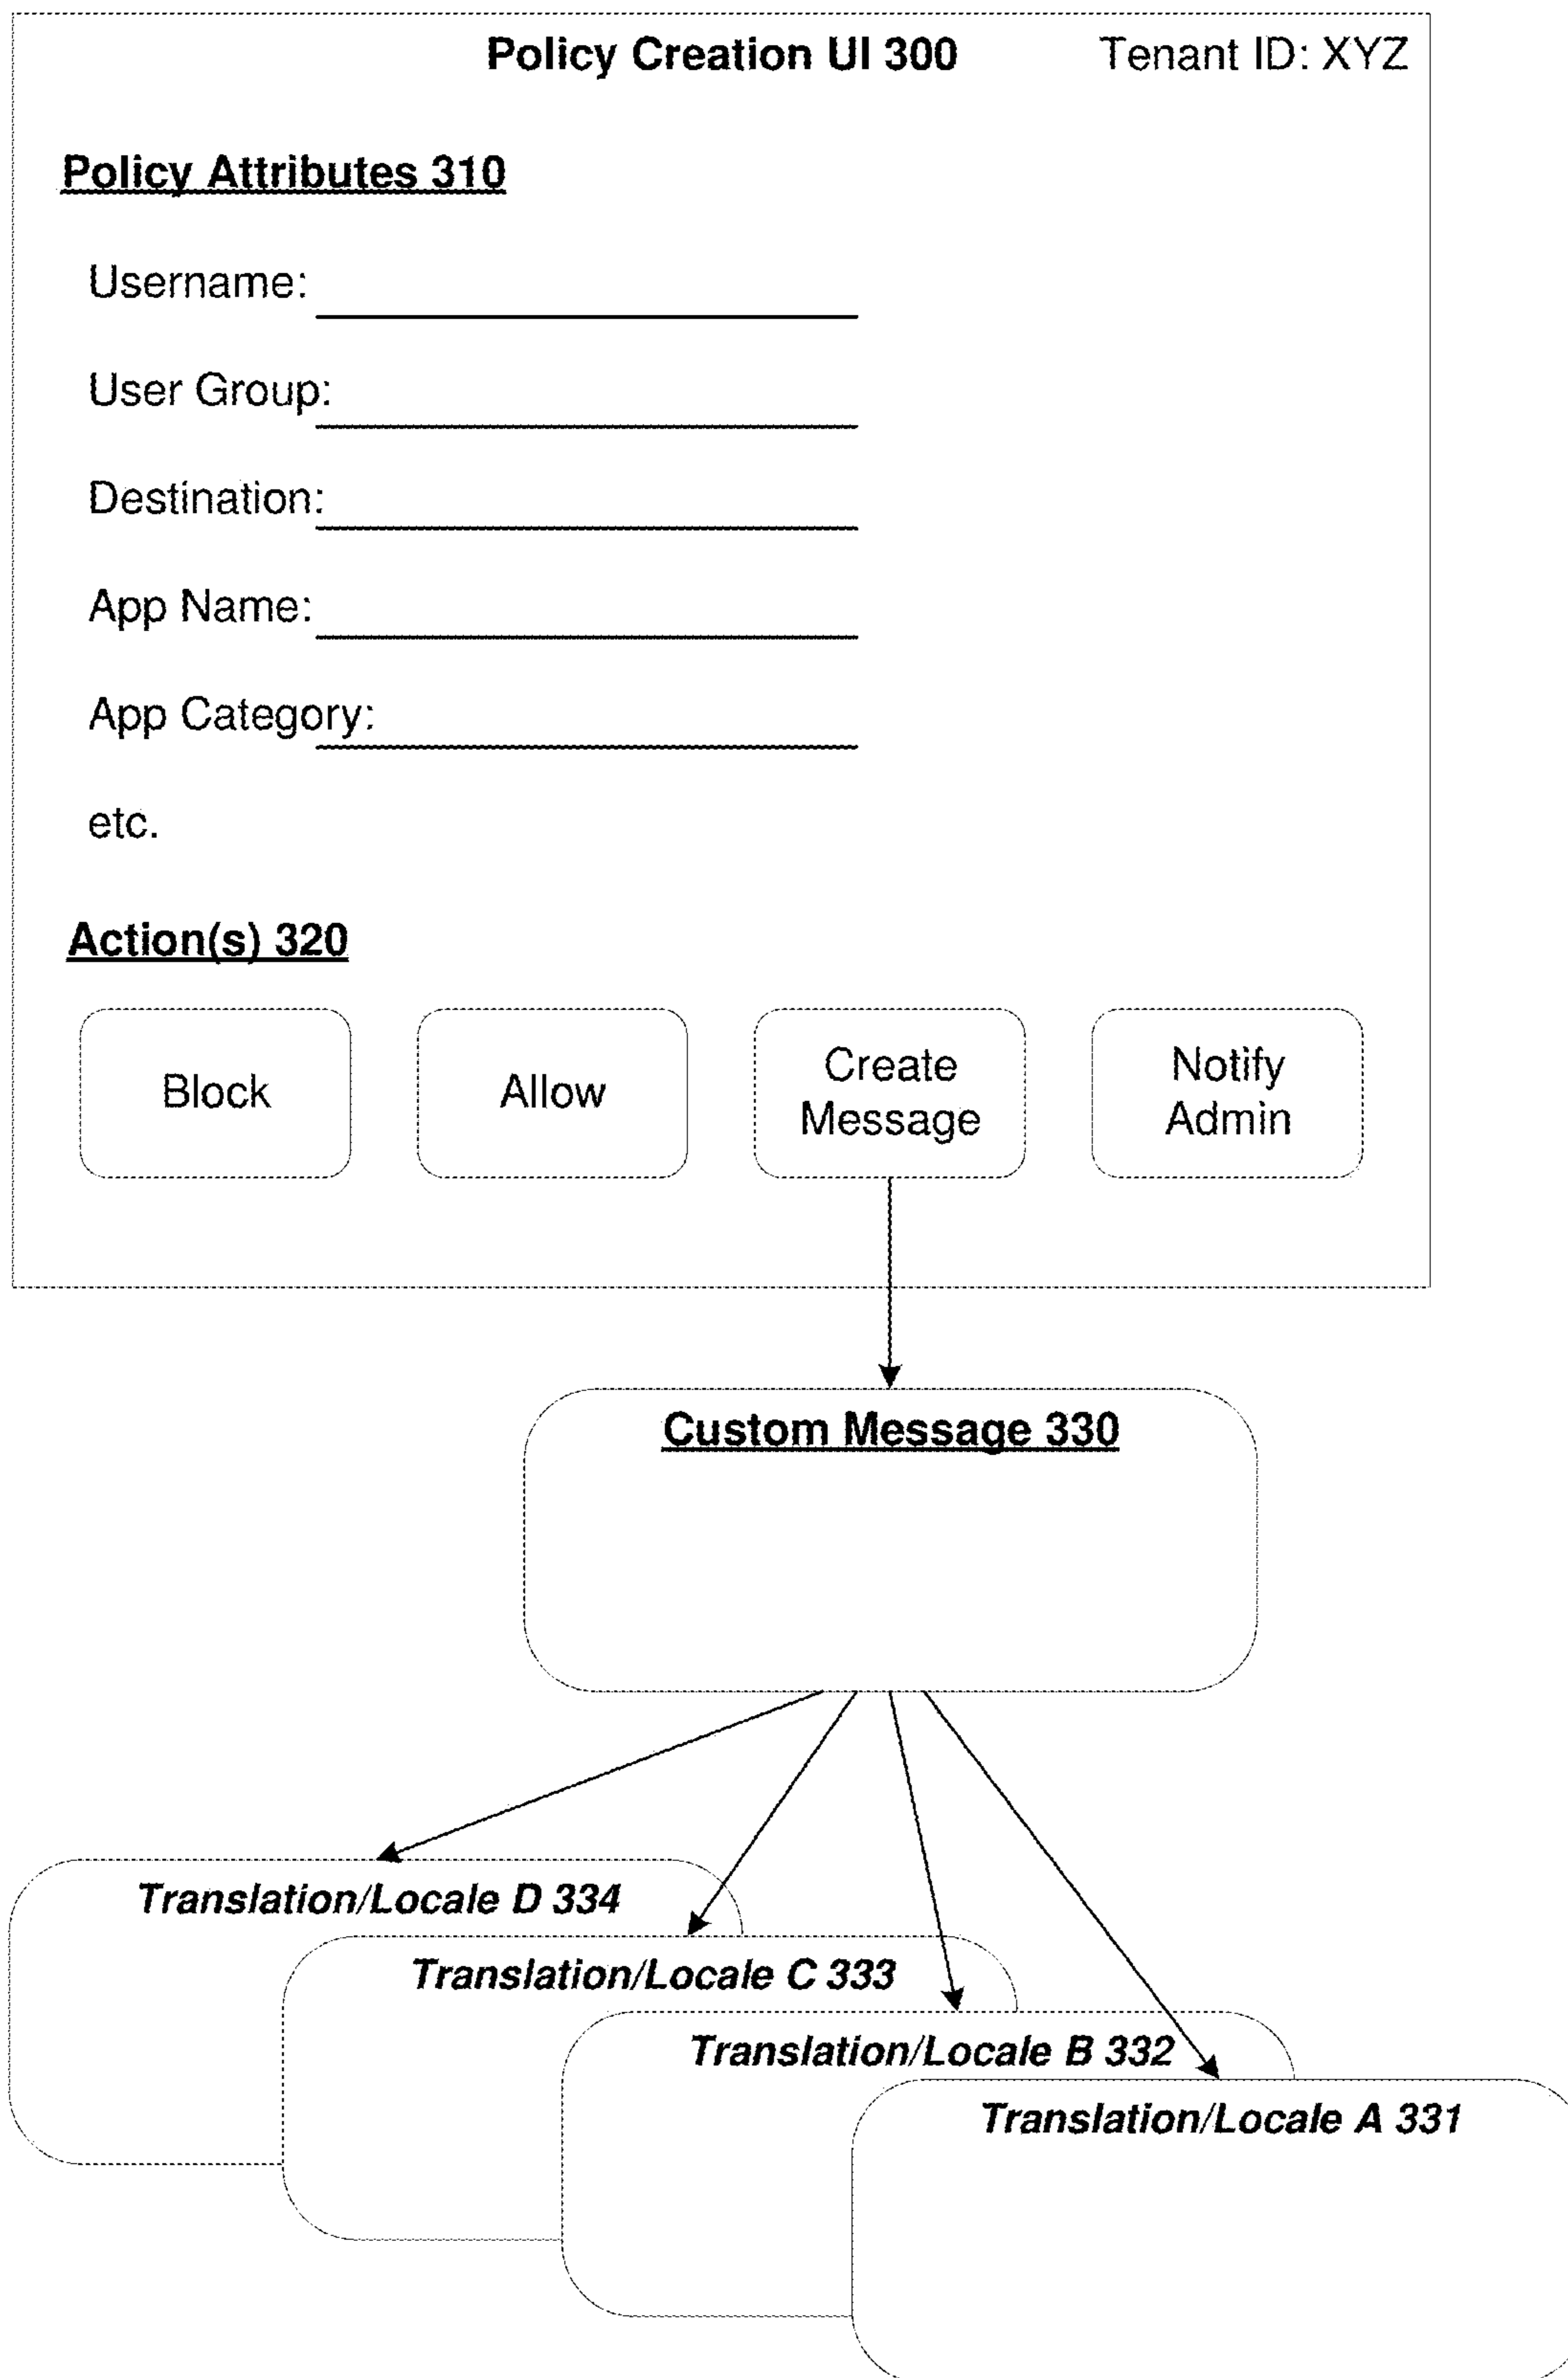 Policy Creation UI 300 Tenant ID: XYZ
Policy Attributes 310
Username:
User Group:
Destination:
App Name:
App Category:
etc.
Action(s) 320
Block
Allow
Create
Message
Notify
Admin
Custom Message 330
Translation/Locale D 334
Translation/Locale C 333
Translation/Locale B 332
Translation/Locale A 331